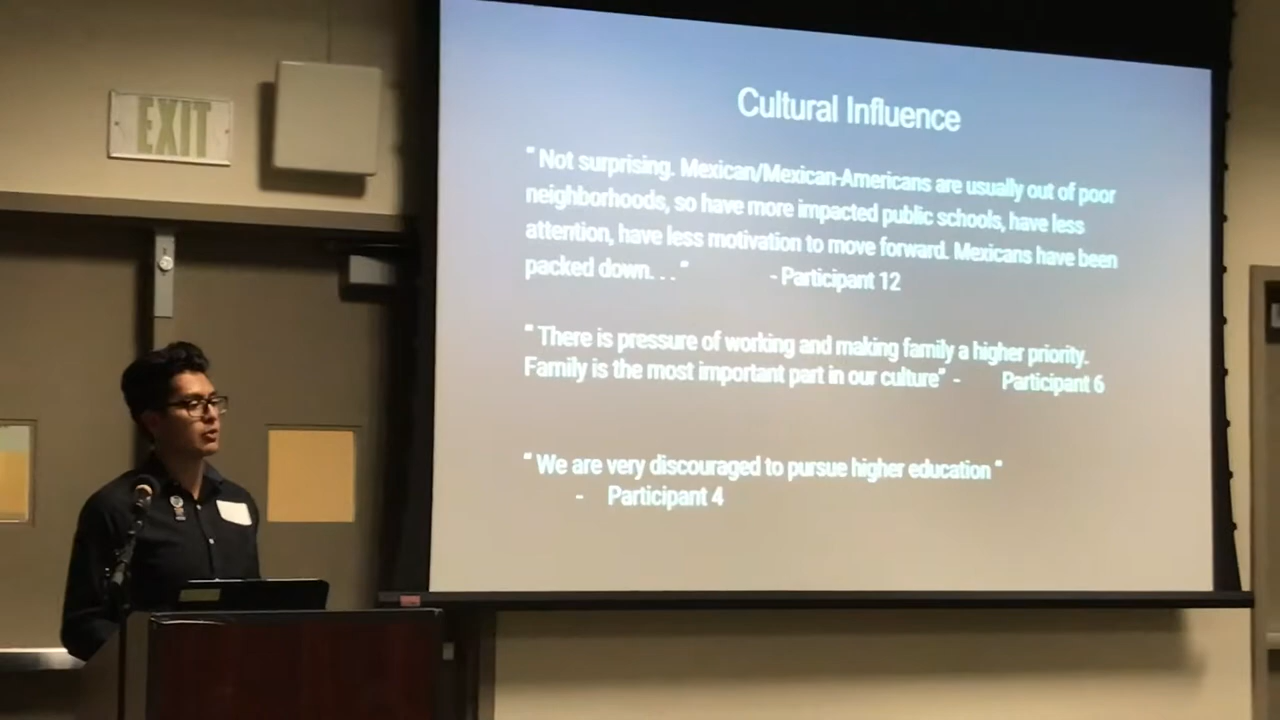 EXIT
Cultural Influence
“ Not surprising. Mexican/Mexican-Americans are usually out of poor
neighborhoods, so have more impacted public schools, have less
attention, have less motivation to move forward. Mexicans have been
packed down. . . “ - Participant 12
“ There is pressure of working and making family a higher priority.
Family is the most important part in our culture” - Participant 6
“ We are very discouraged to pursue higher education “
- Participant 4